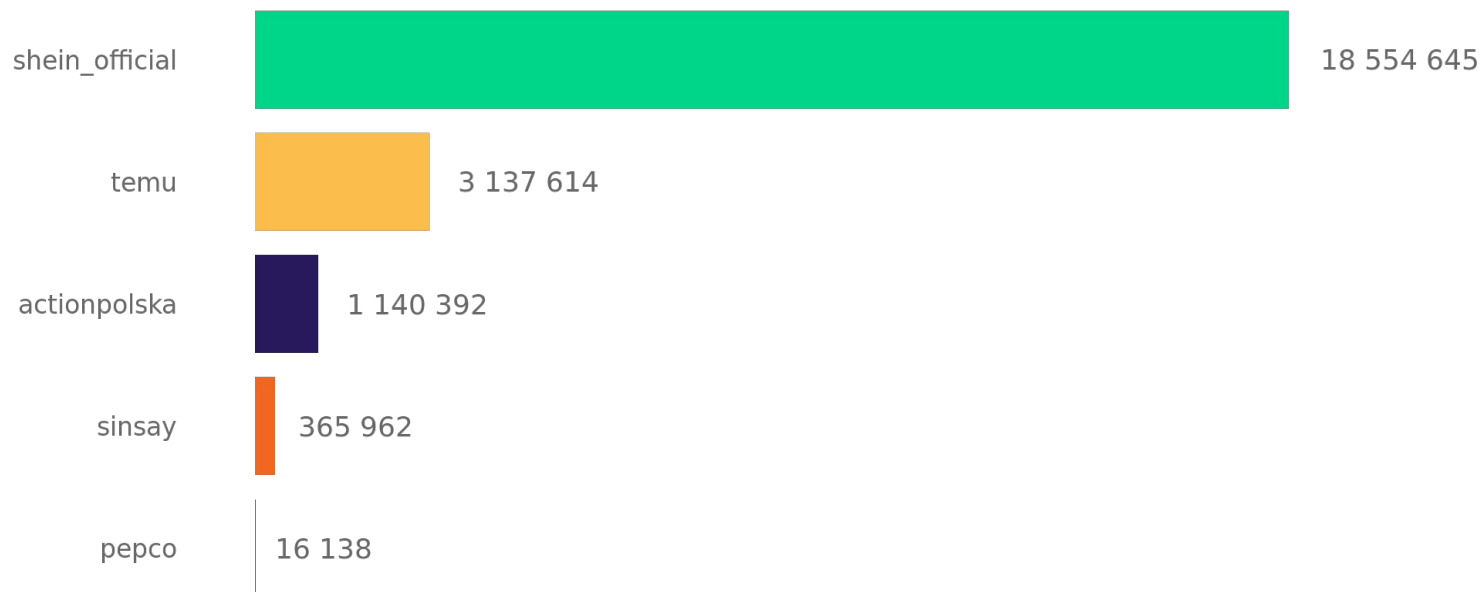 shein_official 18 554 645
temu 3 137 614
actionpolska 1 140 392
sinsay 365 962
pepco 16 138